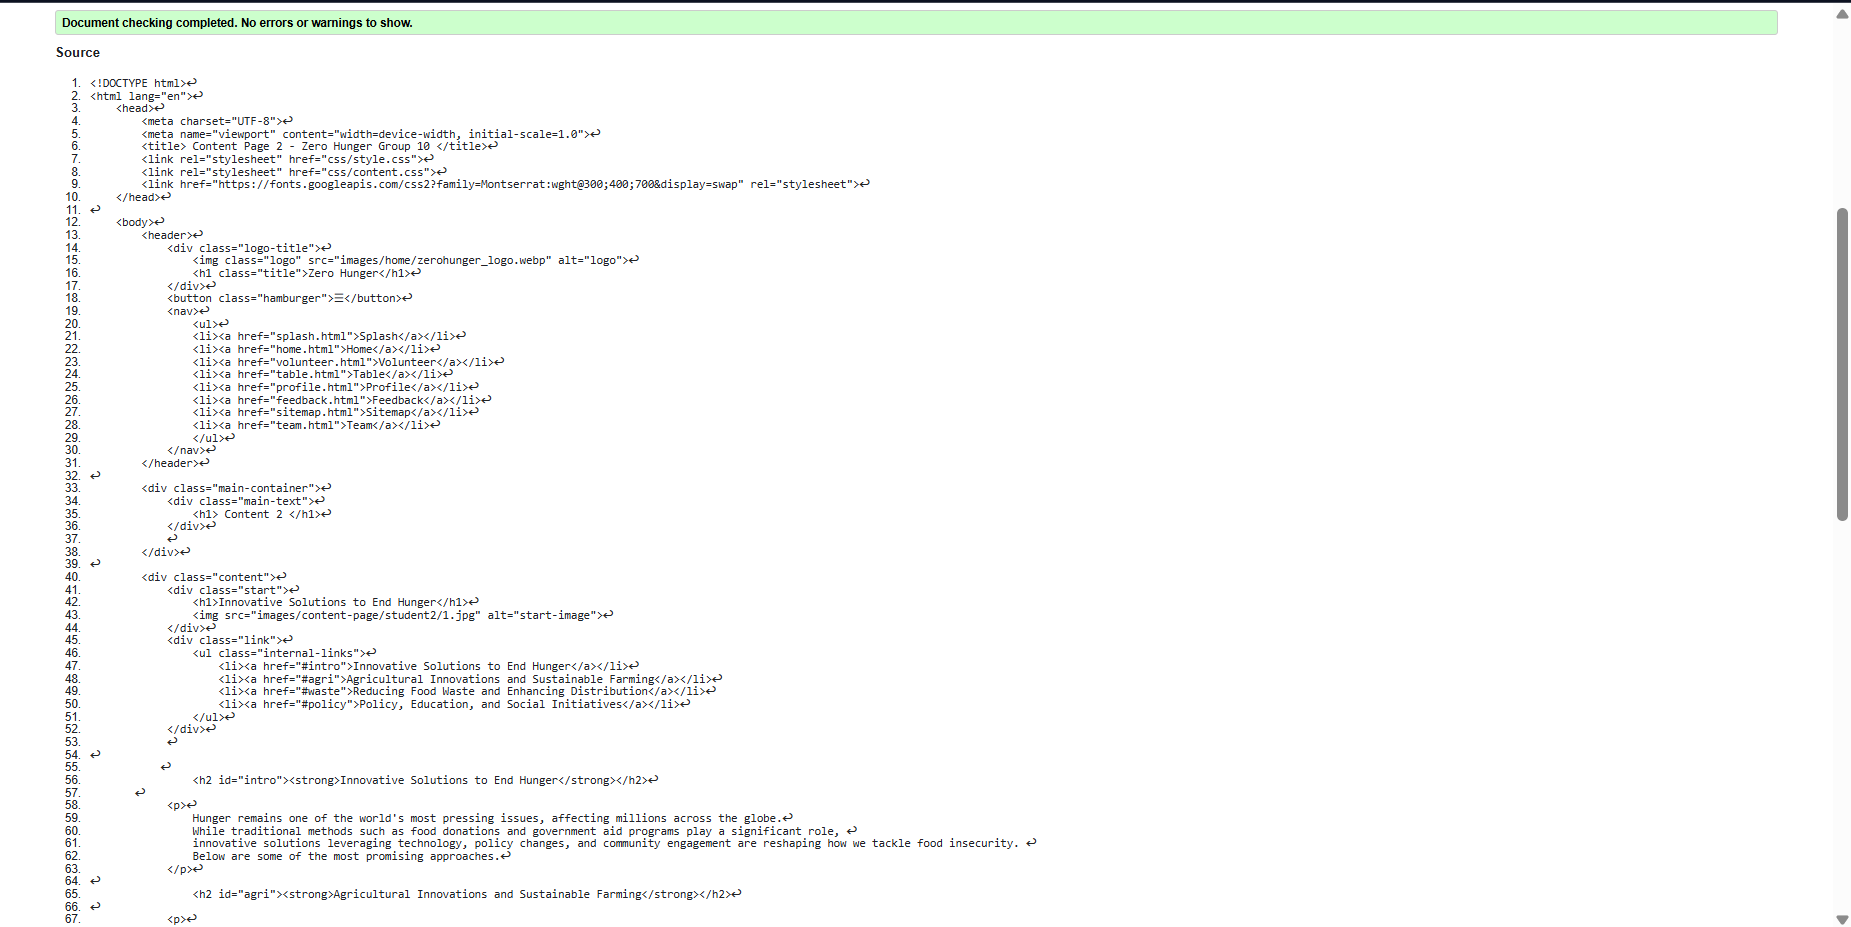 Document checking completed. No errors or warnings to show.
Source
1. <!DOCTYPE html>↩
2. <html lang="en">↩
3. <head>↩
4. <meta charset="UTF-8">↩
5. <meta name="viewport" content="width=device-width, initial-scale=1.0">↩
6. <title> Content Page 2 - Zero Hunger Group 10 </title>↩
7. <link rel="stylesheet" href="css/style.css">↩
8. <link rel="stylesheet" href="css/content.css">↩
9. <link href="https://fonts.googleapis.com/css2?family=Montserrat:wght@300;400;700&display=swap" rel="stylesheet">↩
10. </head>↩
11. ↩
12. <body>↩
13. <header>↩
14. <div class="logo-title">↩
15. <img class="logo" src="images/home/zerohunger_logo.webp" alt="logo">↩
16. <h1 class="title">Zero Hunger</h1>↩
17. </div>↩
18. <button class="hamburger">☰</button>↩
19. <nav>↩
20. <ul>↩
21. <li><a href="splash.html">Splash</a></li>↩
22. <li><a href="home.html">Home</a></li>↩
23. <li><a href="volunteer.html">Volunteer</a></li>↩
24. <li><a href="table.html">Table</a></li>↩
25. <li><a href="profile.html">Profile</a></li>↩
26. <li><a href="feedback.html">Feedback</a></li>↩
27. <li><a href="sitemap.html">Sitemap</a></li>↩
28. <li><a href="team.html">Team</a></li>↩
29. </ul>↩
30. </nav>↩
31. </header>↩
32. ↩
33. <div class="main-container">↩
34. <div class="main-text">↩
35. <h1> Content 2 </h1>↩
36. </div>↩
37. ↩
38. </div>↩
39. ↩
40. <div class="content">↩
41. <div class="start">↩
42. <h1>Innovative Solutions to End Hunger</h1>↩
43. <img src="images/content-page/student2/1.jpg" alt="start-image">↩
44. </div>↩
45. <div class="link">↩
46. <ul class="internal-links">↩
47. <li><a href="#intro">Innovative Solutions to End Hunger</a></li>↩
48. <li><a href="#agri">Agricultural Innovations and Sustainable Farming</a></li>↩
49. <li><a href="#waste">Reducing Food Waste and Enhancing Distribution</a></li>↩
50. <li><a href="#policy">Policy, Education, and Social Initiatives</a></li>↩
51. </ul>↩
52. </div>↩
53. ↩
54. ↩
55. ↩
56. <h2 id="intro"><strong>Innovative Solutions to End Hunger</strong></h2>↩
57. ↩
58. <p>↩
59. Hunger remains one of the world's most pressing issues, affecting millions across the globe.↩
60. While traditional methods such as food donations and government aid programs play a significant role, ↩
61. innovative solutions leveraging technology, policy changes, and community engagement are reshaping how we tackle food insecurity. ↩
62. Below are some of the most promising approaches.↩
63. </p>↩
64. ↩
65. <h2 id="agri"><strong>Agricultural Innovations and Sustainable Farming</strong></h2>↩
66. ↩
67. <p>↩